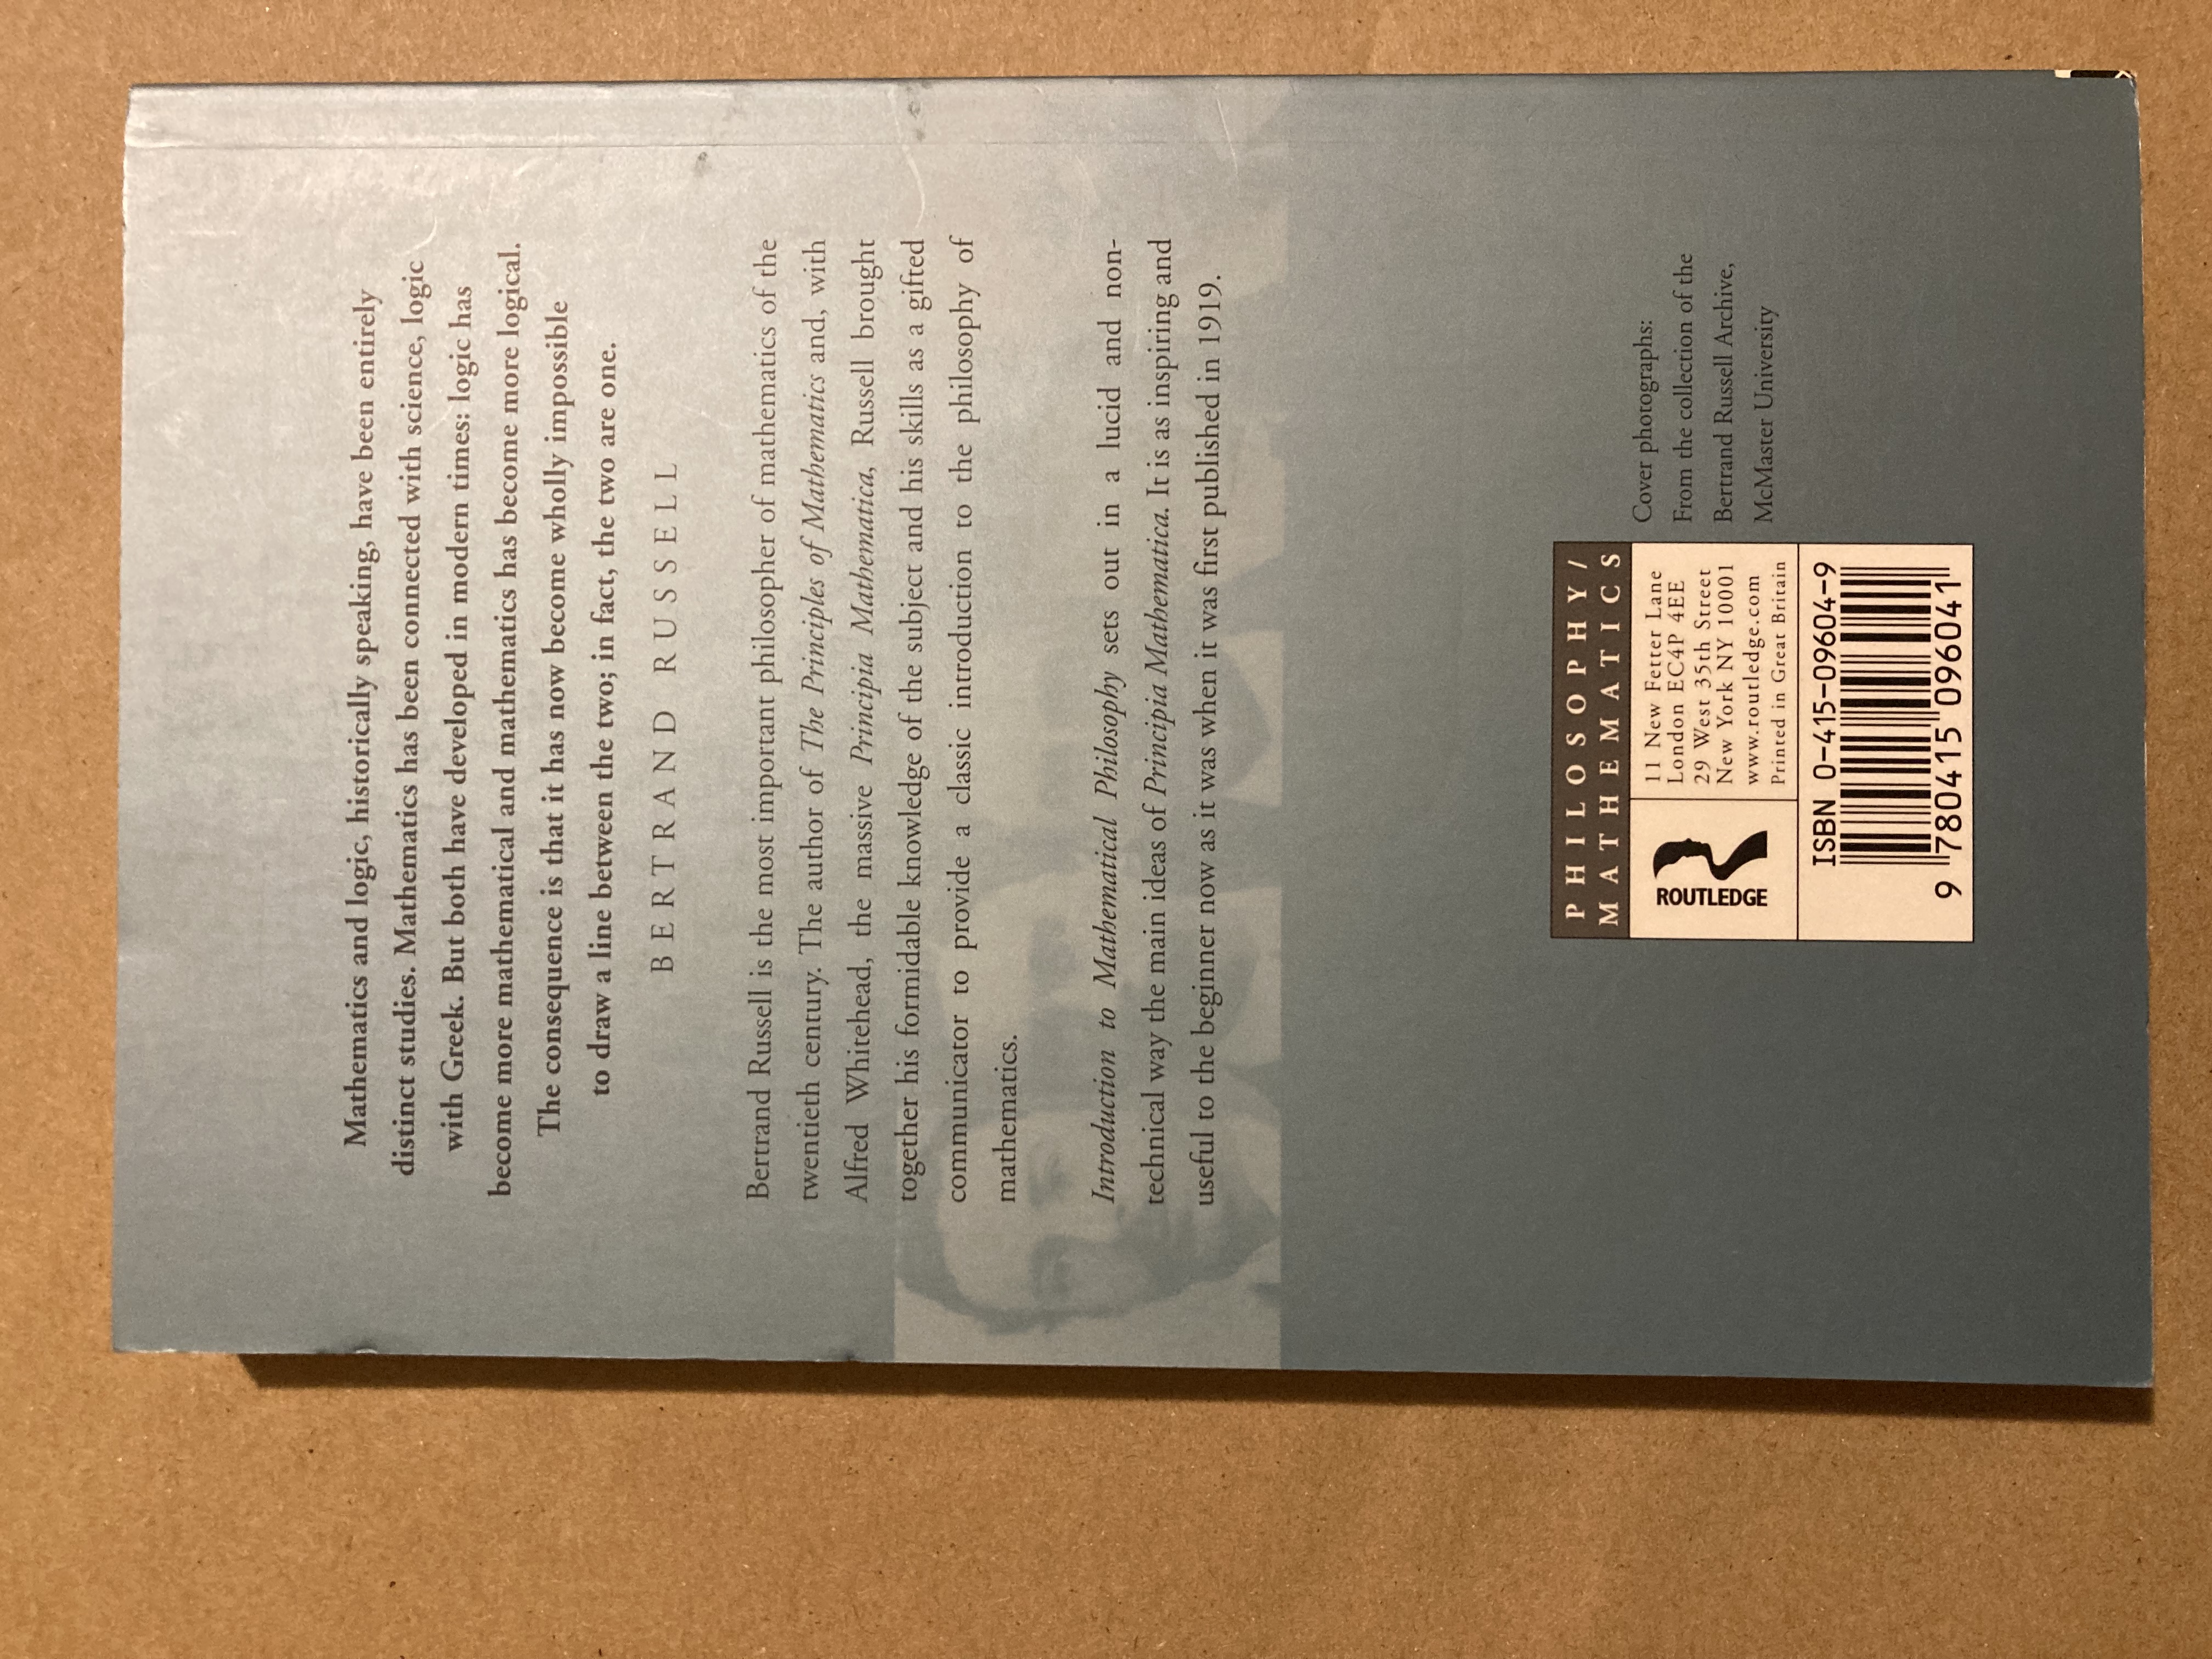 Mathematics and logic, historically speaking, have been entirely
distinct studies. Mathematics has been connected with science, logic
with Greek. But both have developed in modern times: logic has
become more mathematical and mathematics has become more logical.
The consequence is that it has now become wholly impossible
to draw a line between the two; in fact, the two are one.
BERTRAND RUSSELL
Bertrand Russell is the most important philosopher of mathematics of the
twentieth century. The author of The Principles of Mathematics and, with
Alfred Whitehead, the massive Principia Mathematica, Russell brought
together his formidable knowledge of the subject and his skills as a gifted
communicator to provide a classic introduction to the philosophy of
mathematics.
Introduction to Mathematical Philosophy sets out in a lucid and non-
technical way the main ideas of Principia Mathematica. It is as inspiring and
useful to the beginner now as it was when it was first published in 1919.
PHILOSOPHY/
MATHEMATICS
ROUTLEDGE
11 New Fetter Lane
London EC4P 4EE
29 West 35th Street
New York NY 10001
www.routledge.com
Printed in Great Britain
ISBN 0-415-09604-9
9 780415 096041
Cover photographs:
From the collection of the
Bertrand Russell Archive,
McMaster University